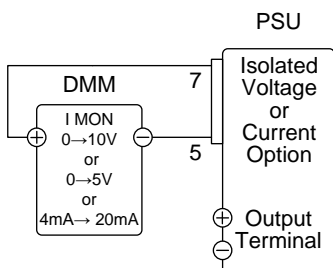 PSU
DMM
7
5
I MON
0→10V
or
0→5V
or
4mA→ 20mA
Isolated
Voltage
or
Current
Option
Output
Terminal